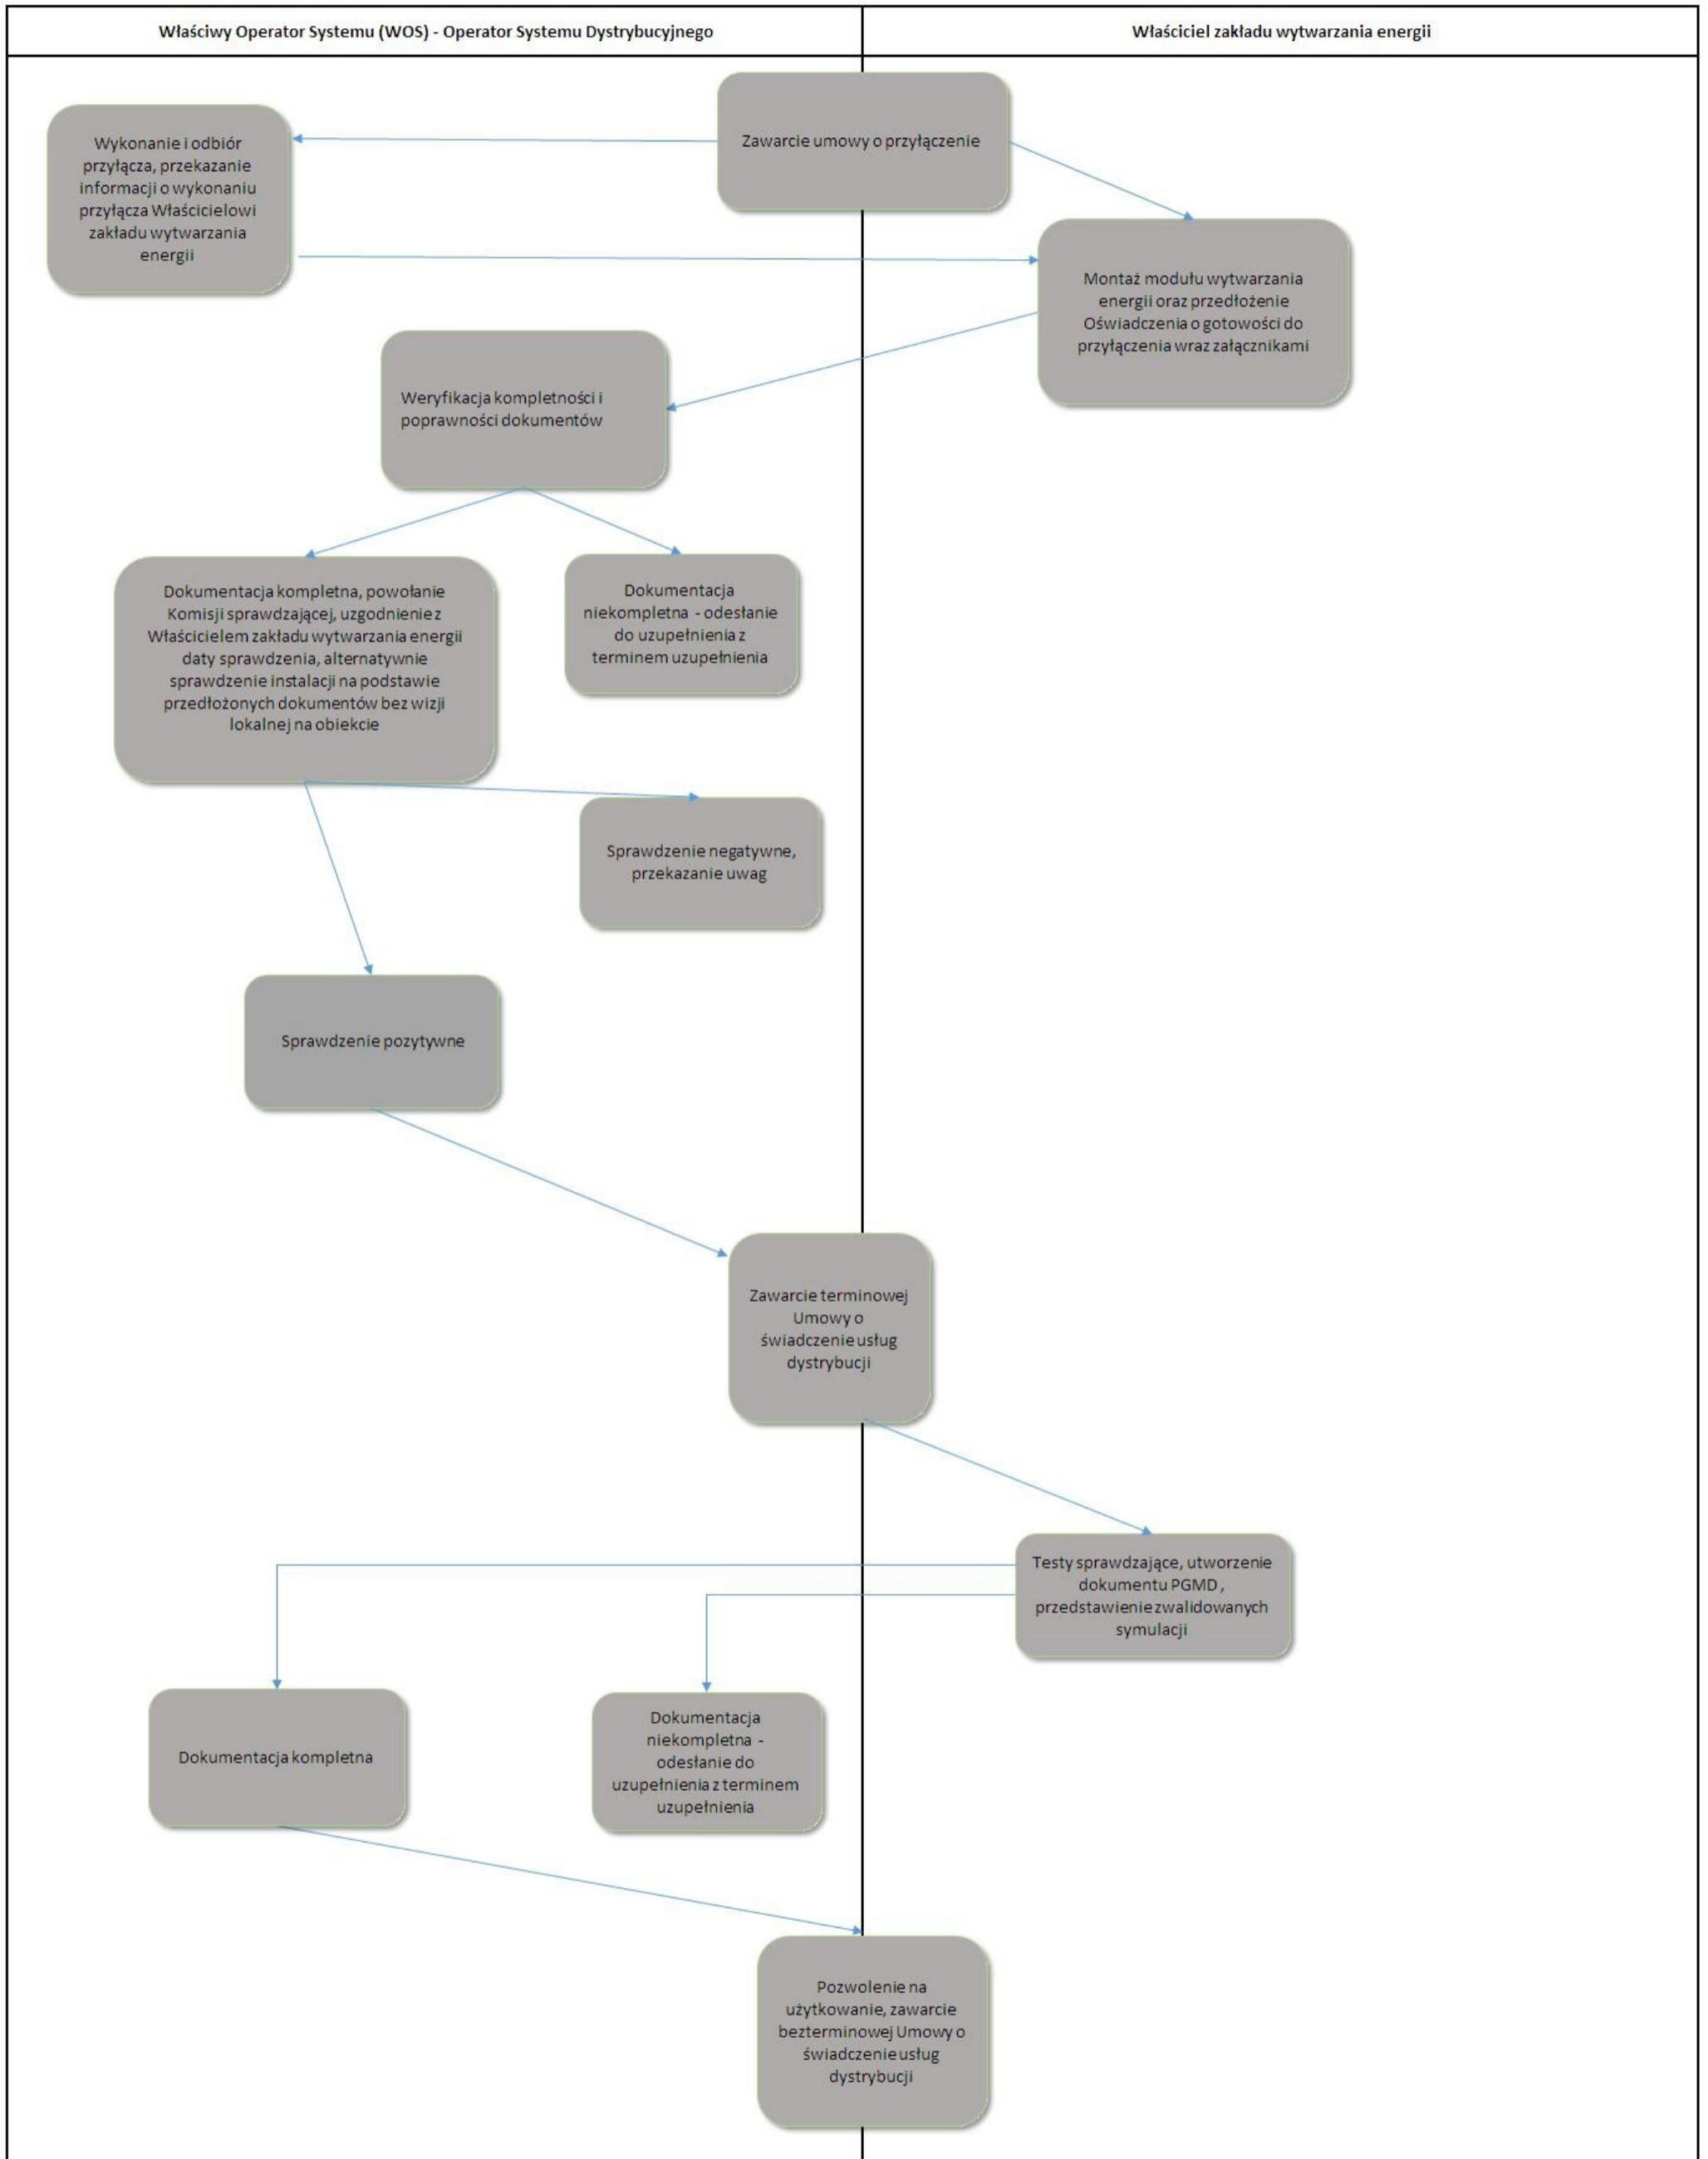 Właściwy Operator Systemu (WOS) - Operator Systemu Dystrybucyjnego
Właściciel zakładu wytwarzania energii
Zawarcie umowy o przyłączenie
Wykonanie i odbiór
przyłącza, przekazanie
informacji o wykonaniu
przyłącza Właścicielowi
zakładu wytwarzania
energii
Montaż modułu wytwarzania
energii oraz przedłożenie
Oświadczenia o gotowości do
przyłączenia wraz załącznikami
Weryfikacja kompletności i
poprawności dokumentów
Dokumentacja kompletna, powołanie
Komisji sprawdzającej, uzgodnienie z
Właścicielem zakładu wytwarzania energii
daty sprawdzenia, alternatywnie
sprawdzenie instalacji na podstawie
przedłożonych dokumentów bez wizji
lokalnej na obiekcie
Dokumentacja
niekompletna - odesłanie
do uzupełnienia z
terminem uzupełnienia
Sprawdzenie negatywne,
przekazanie uwag
Sprawdzenie pozytywne
Zawarcie terminowej
Umowy o
świadczenie usług
dystrybucji
Testy sprawdzające, utworzenie
dokumentu PGMD ,
przedstawienie zwalidowanych
symulacji
Dokumentacja kompletna
Dokumentacja
niekompletna -
odesłanie do
uzupełnienia z terminem
uzupełnienia
Pozwolenie na
użytkowanie, zawarcie
bezterminowej Umowy o
świadczenie usług
dystrybucji